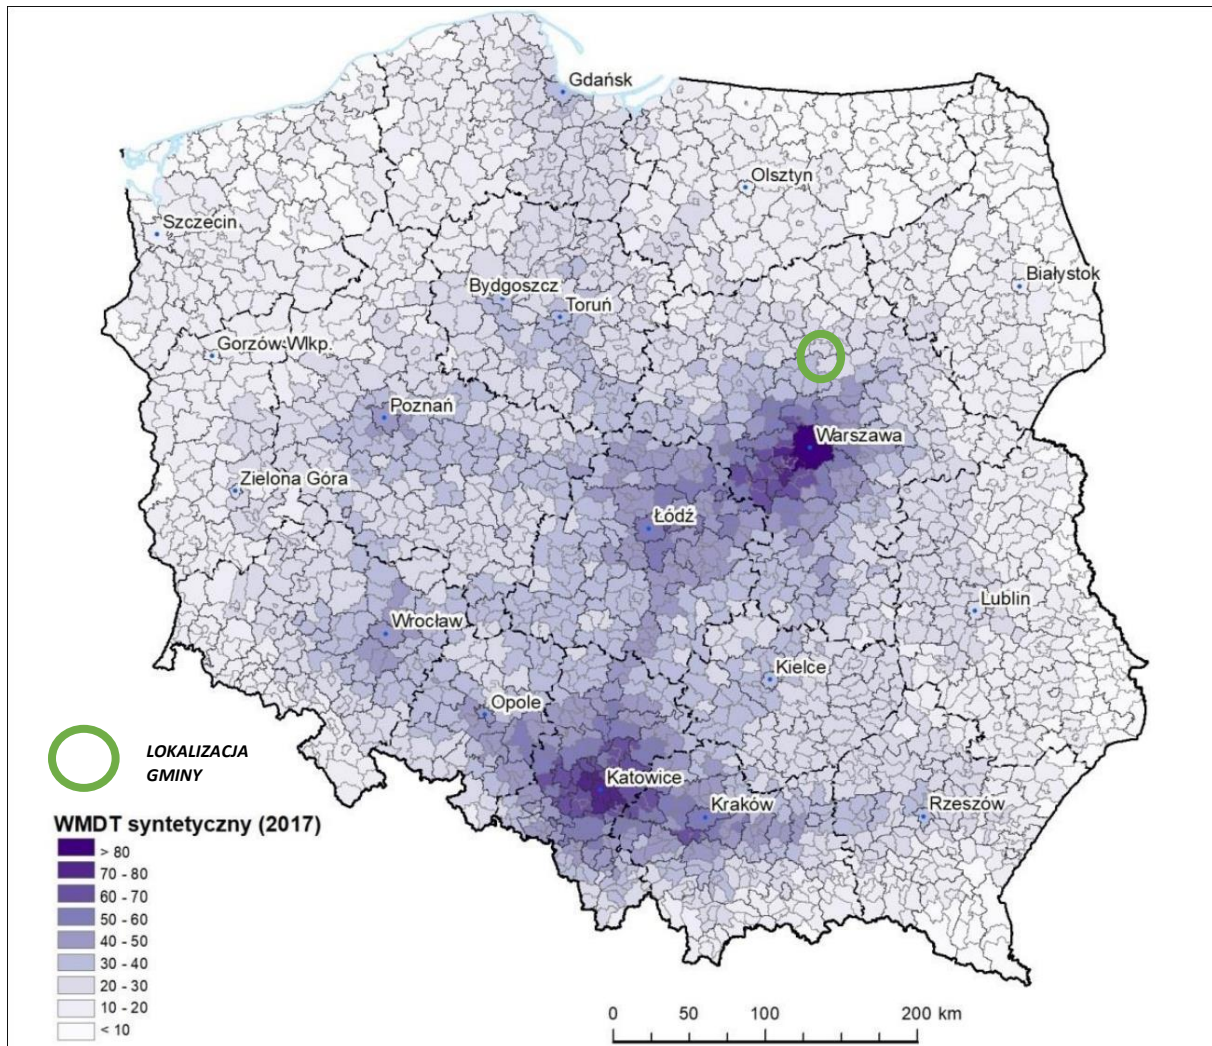 Gdańsk
Olsztyn
Szczecin
Białystok
Bydgoszcz
Toruń
Gorzów Wlkp.
Poznań
Warszawa
Zielona Góra
Łódź
Lublin
Wrocław
Kielce
Opole
Katowice
Kraków
Rzeszów
LOKALIZACJA
GMINY
WMDT syntetyczny (2017)
> 80
70 - 80
60 - 70
50 - 60
40 - 50
30 - 40
20 - 30
10 - 20
< 10
0 50 100 200 km